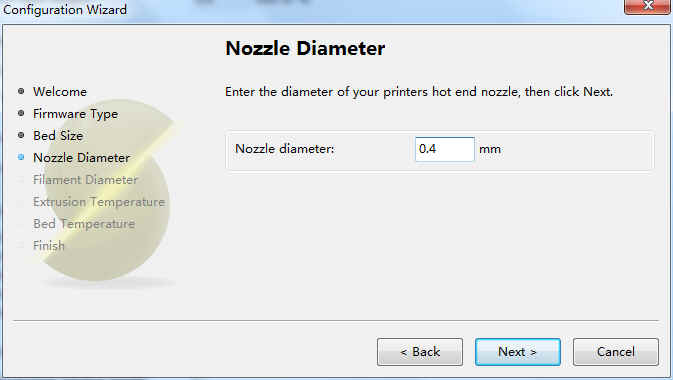 Configuration Wizard
Nozzle Diameter
Enter the diameter of your printers hot end nozzle, then click Next.
Welcome
Firmware Type
Bed Size
Nozzle Diameter
Filament Diameter
Extrusion Temperature
Bed Temperature
Finish
Nozzle diameter: 0.4 mm
< Back Next > Cancel